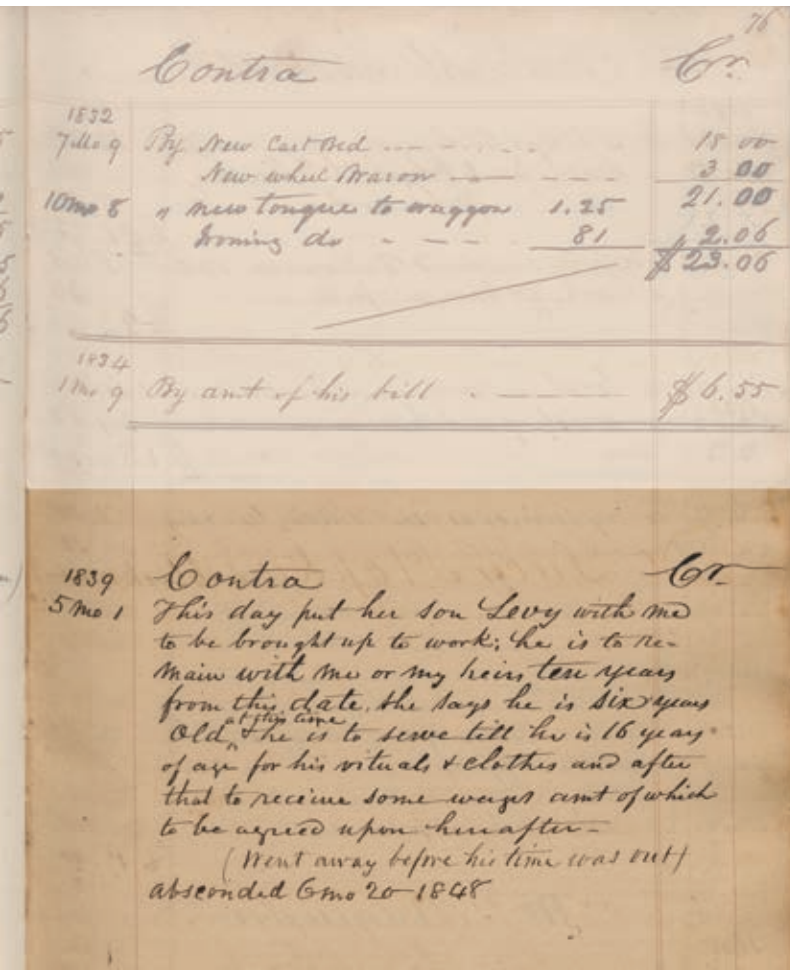 76
Contra Cr.
1832
7 Mo 9 By New Cart Bed 18 00
New wheel Barow 3 00
10 mo 8 " new tongue to waggon 1.25 21.00
Ironing do 81 2.06
$23.06
1834
1 Mo 9 By amt of his bill $6.55
1839 Contra Cr.
5 mo 1 This day put her son Levy with me
to be brought up to work; he is to re-
main with me or my heirs ten years
from this date, she says he is six years
old at this time & he is to serve till he is 16 years
of age for his vituals & clothes and after
that to receive some wages amt of which
to be agreed upon hereafter-
(Went away before his time was out)
absconded 6 mo 20 1848